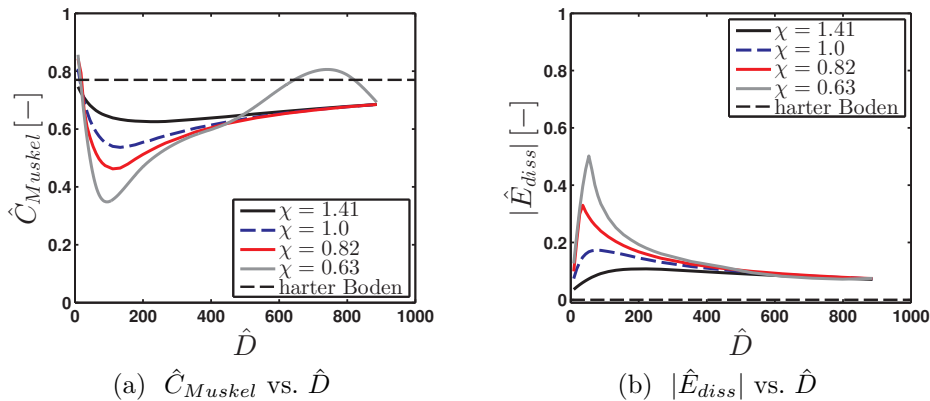 1
0.8
0.6
0.4
0.2
0
Ĉ_Muskel [−]
χ = 1.41
χ = 1.0
χ = 0.82
χ = 0.63
harter Boden
0 200 400 600 800 1000
D̂
(a) Ĉ_Muskel vs. D̂
1
0.8
0.6
0.4
0.2
0
|Ê_diss| [−]
χ = 1.41
χ = 1.0
χ = 0.82
χ = 0.63
harter Boden
0 200 400 600 800 1000
D̂
(b) |Ê_diss| vs. D̂